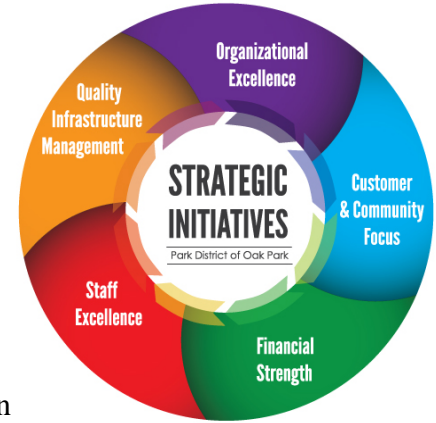 Organizational
Excellence
Quality
Infrastructure
Management
Customer
& Community
Focus
STRATEGIC
INITIATIVES
Park District of Oak Park
Staff
Excellence
Financial
Strength
n